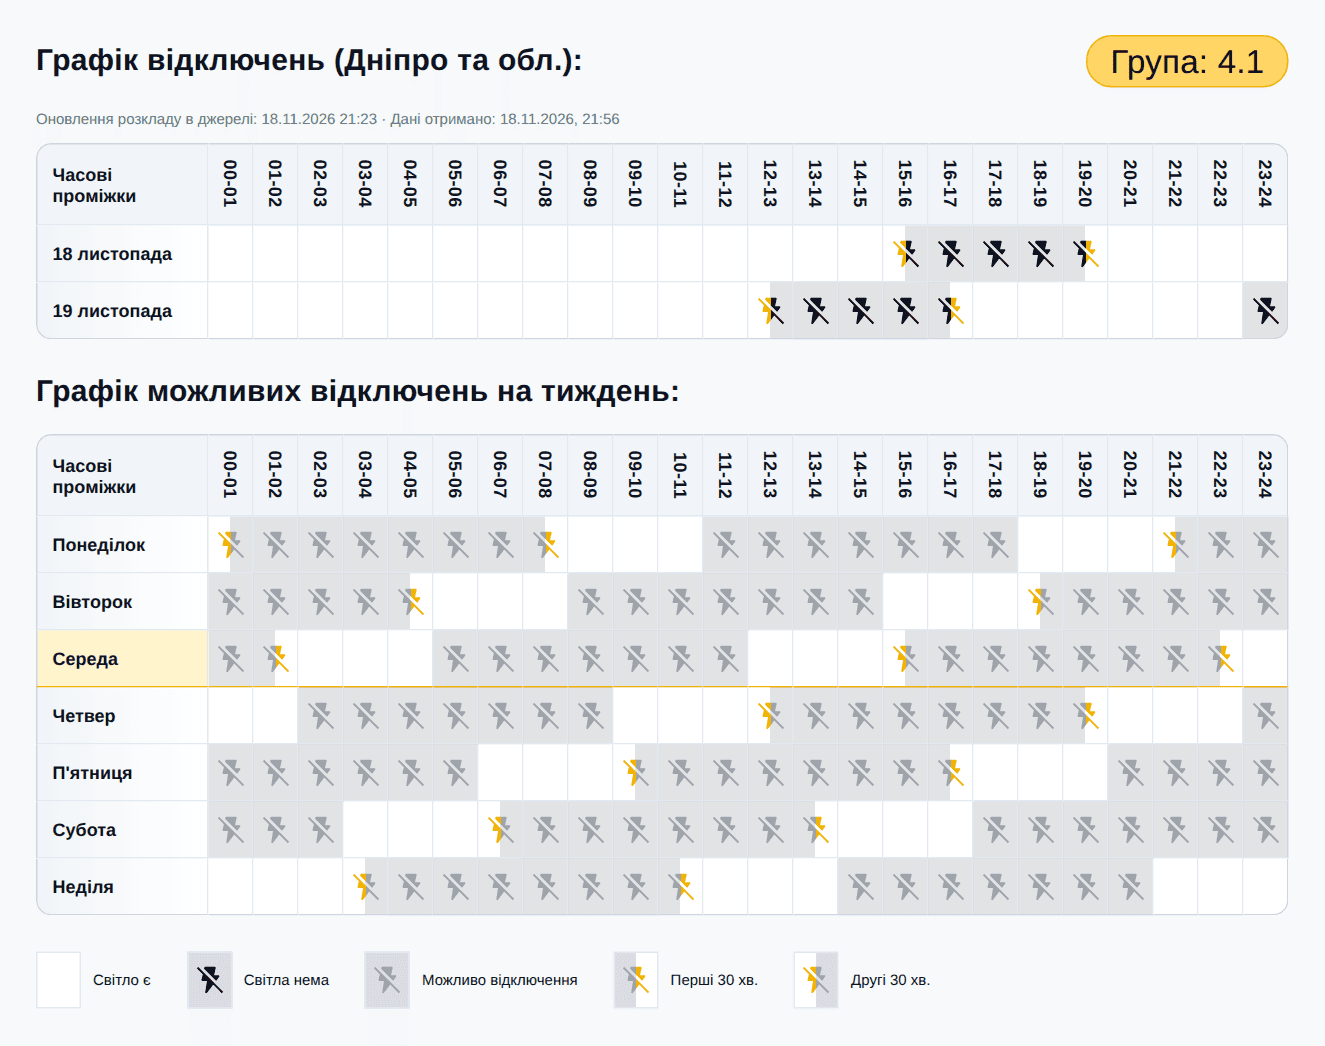 Графік відключень (Дніпро та обл.):
Група: 4.1
Оновлення розкладу в джерелі: 18.11.2026 21:23 · Дані отримано: 18.11.2026, 21:56
Часові
проміжки
00-01 01-02 02-03 03-04 04-05 05-06 06-07 07-08 08-09 09-10 10-11 11-12 12-13 13-14 14-15 15-16 16-17 17-18 18-19 19-20 20-21 21-22 22-23 23-24
18 листопада
19 листопада
Графік можливих відключень на тиждень:
Часові
проміжки
00-01 01-02 02-03 03-04 04-05 05-06 06-07 07-08 08-09 09-10 10-11 11-12 12-13 13-14 14-15 15-16 16-17 17-18 18-19 19-20 20-21 21-22 22-23 23-24
Понеділок
Вівторок
Середа
Четвер
П'ятниця
Субота
Неділя
Світло є
Світла нема
Можливо відключення
Перші 30 хв.
Другі 30 хв.